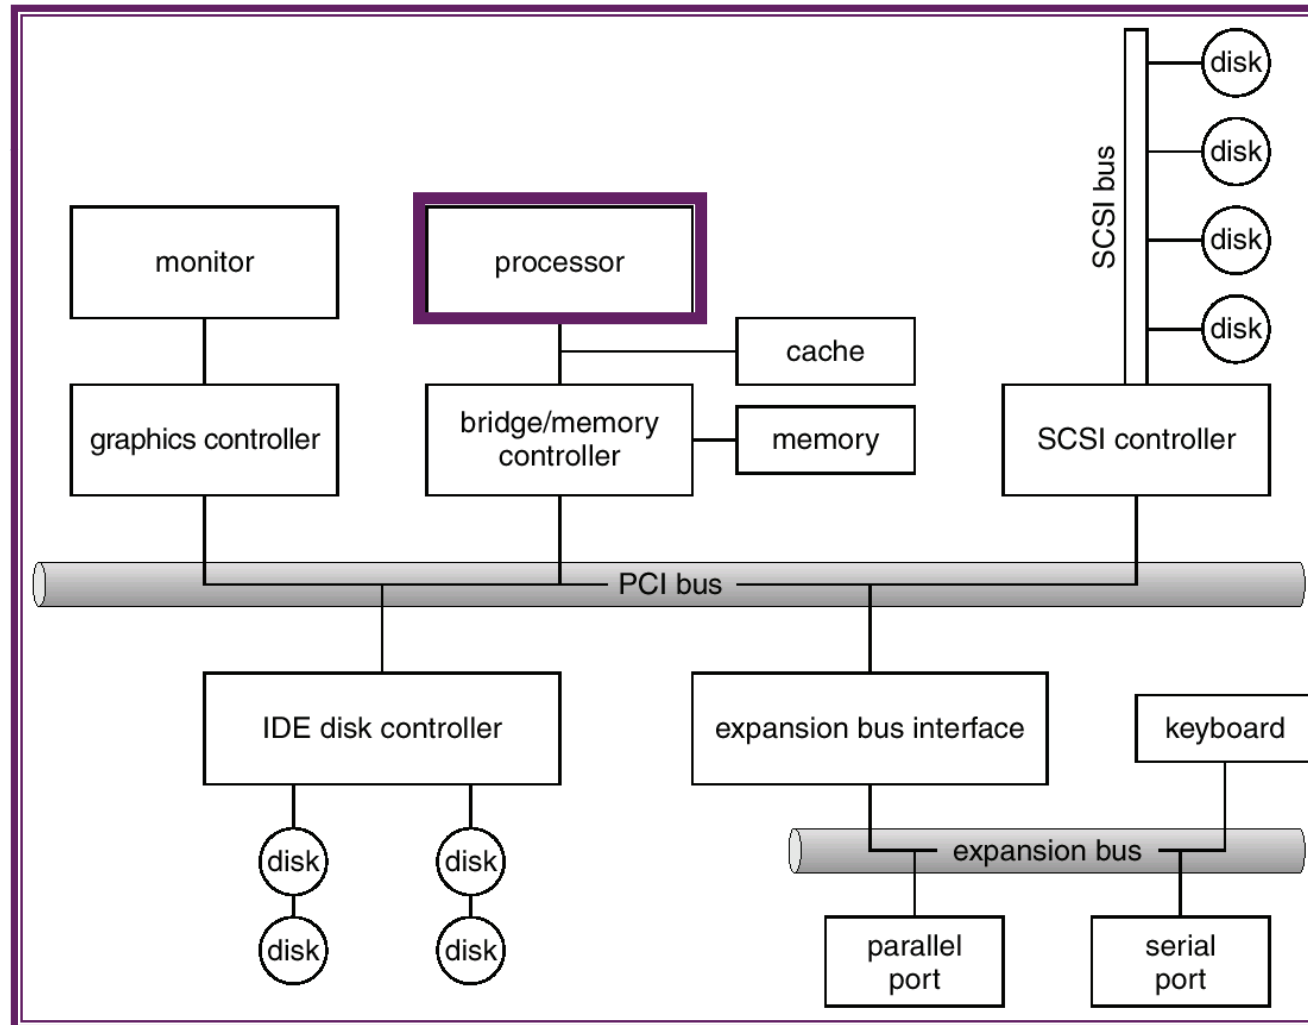 disk
disk
SCSI bus
disk
disk
monitor
processor
cache
graphics controller
bridge/memory
controller
memory
SCSI controller
PCI bus
IDE disk controller
expansion bus interface
keyboard
disk
disk
expansion bus
disk
disk
parallel
port
serial
port